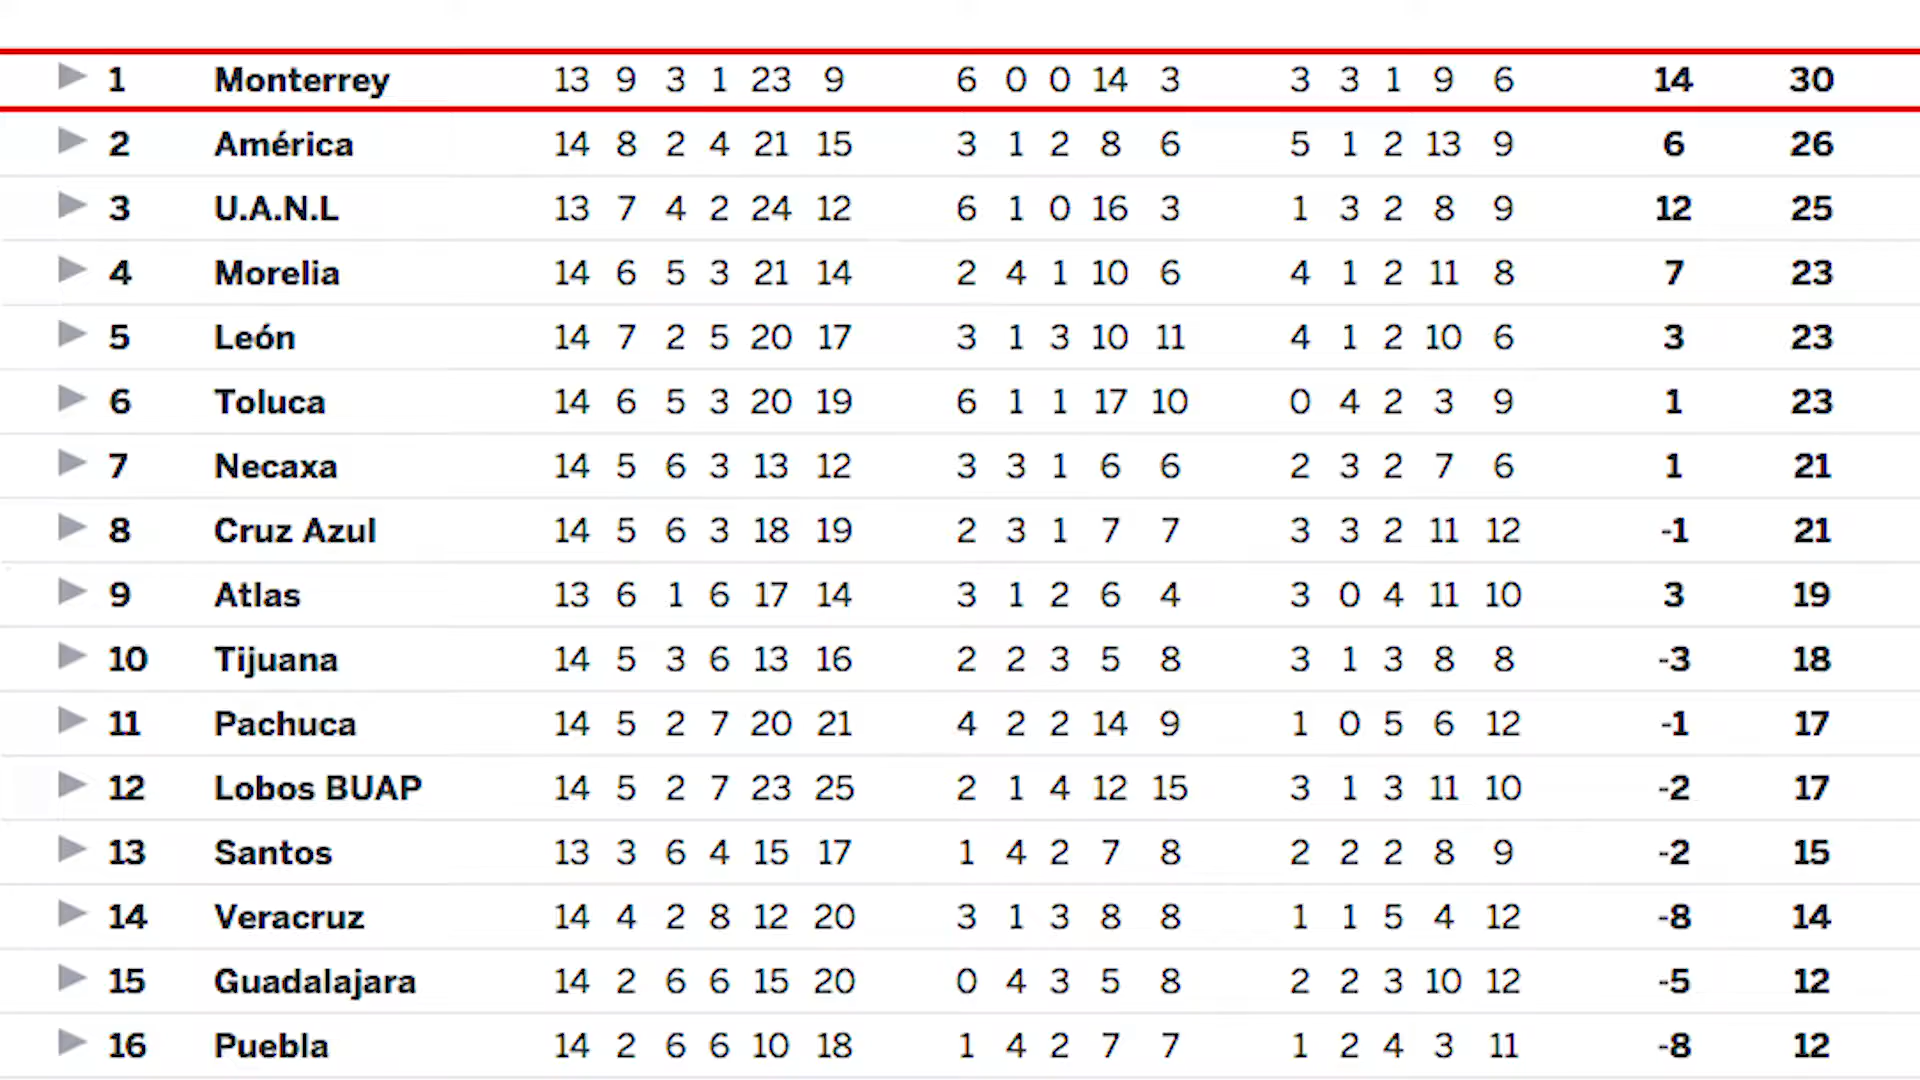 1 Monterrey 13 9 3 1 23 9 6 0 0 14 3 3 3 1 9 6 14 30
2 América 14 8 2 4 21 15 3 1 2 8 6 5 1 2 13 9 6 26
3 U.A.N.L 13 7 4 2 24 12 6 1 0 16 3 1 3 2 8 9 12 25
4 Morelia 14 6 5 3 21 14 2 4 1 10 6 4 1 2 11 8 7 23
5 León 14 7 2 5 20 17 3 1 3 10 11 4 1 2 10 6 3 23
6 Toluca 14 6 5 3 20 19 6 1 1 17 10 0 4 2 3 9 1 23
7 Necaxa 14 5 6 3 13 12 3 3 1 6 6 2 3 2 7 6 1 21
8 Cruz Azul 14 5 6 3 18 19 2 3 1 7 7 3 3 2 11 12 -1 21
9 Atlas 13 6 1 6 17 14 3 1 2 6 4 3 0 4 11 10 3 19
10 Tijuana 14 5 3 6 13 16 2 2 3 5 8 3 1 3 8 8 -3 18
11 Pachuca 14 5 2 7 20 21 4 2 2 14 9 1 0 5 6 12 -1 17
12 Lobos BUAP 14 5 2 7 23 25 2 1 4 12 15 3 1 3 11 10 -2 17
13 Santos 13 3 6 4 15 17 1 4 2 7 8 2 2 2 8 9 -2 15
14 Veracruz 14 4 2 8 12 20 3 1 3 8 8 1 1 5 4 12 -8 14
15 Guadalajara 14 2 6 6 15 20 0 4 3 5 8 2 2 3 10 12 -5 12
16 Puebla 14 2 6 6 10 18 1 4 2 7 7 1 2 4 3 11 -8 12